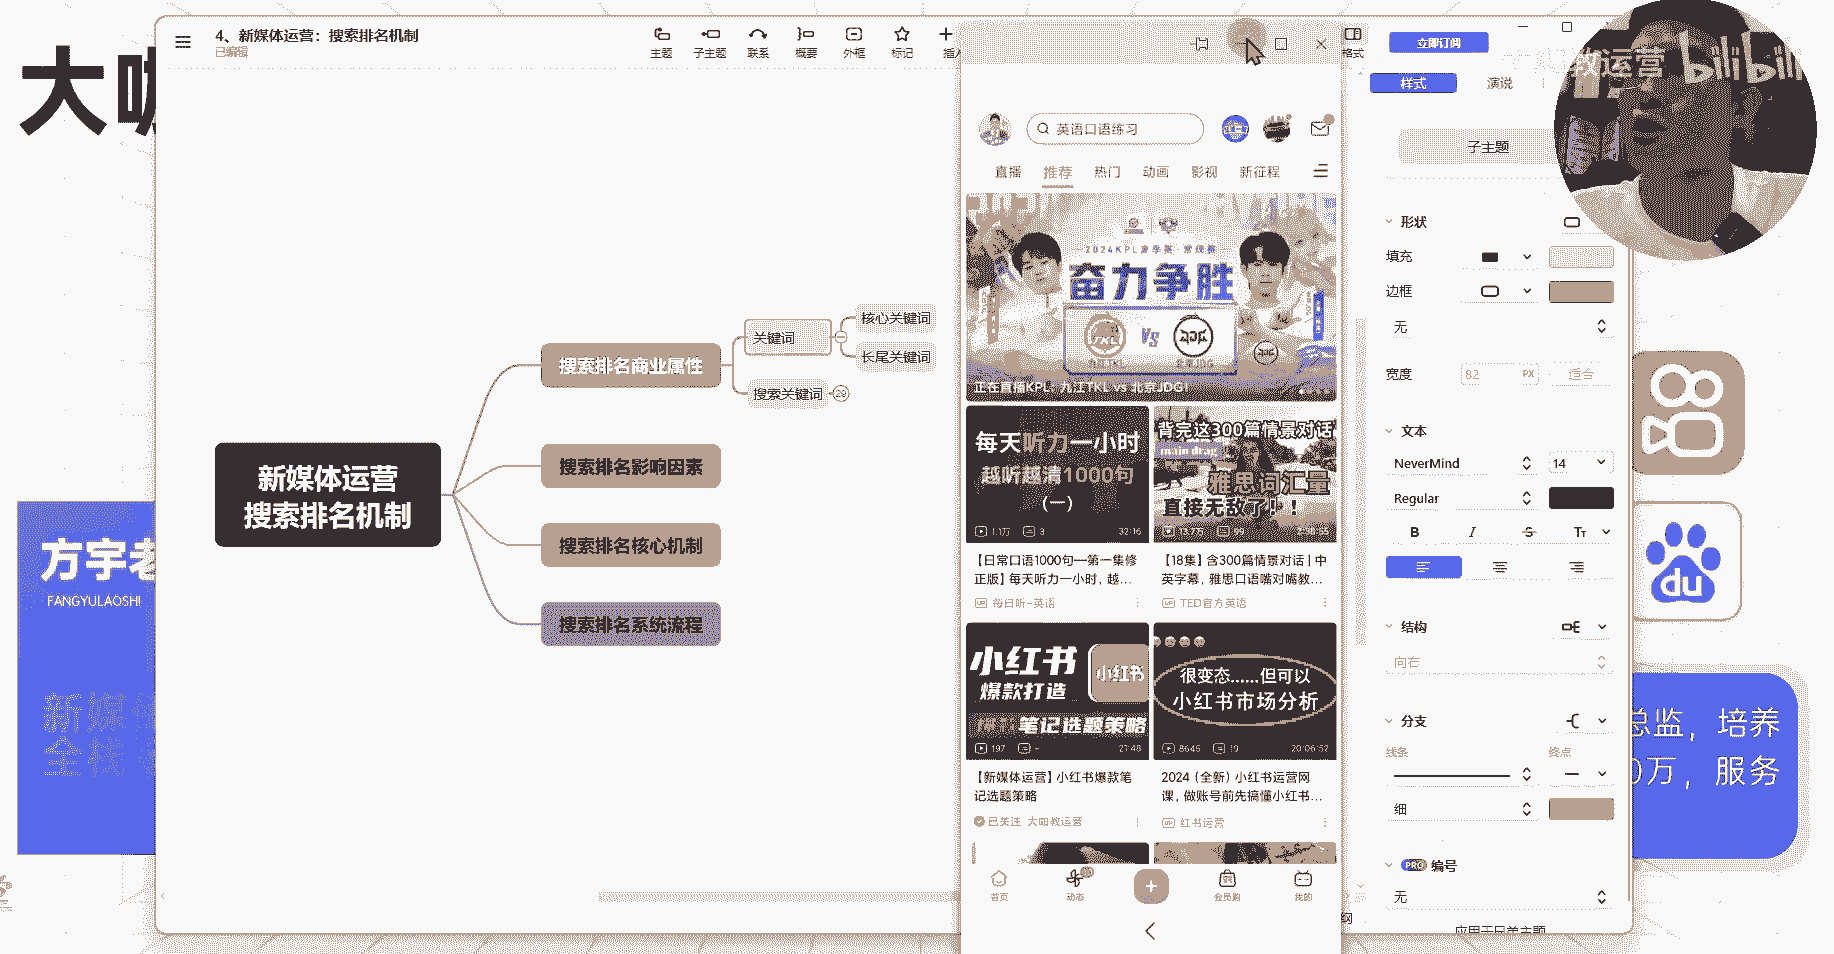 4、新媒体运营：搜索排名机制
已编辑
主题
子主题
联系
概要
外框
标记
格式
立即订阅
教运营
bilibili
样式
演说
子主题
大咖
新媒体运营
搜索排名机制
搜索排名商业属性
搜索排名影响因素
搜索排名核心机制
搜索排名系统流程
关键词
核心关键词
长尾关键词
搜索关键词
29
英语口语练习
直播
推荐
热门
动画
影视
新征程
2024KPL夏季赛·常规赛
奋力争胜
TKL
VS
JDG
正在直播KPL：九江TKL vs 北京JDG！
每天听力一小时
越听越清1000句
（一）
1.1万
3
32:16
背完这300篇情景对话
main drag
雅思词汇量
直接无敌了！！
13.7万
99
【日常口语1000句—第一集修
正版】每天听力一小时，越...
每日听-英语
【18集】含300篇情景对话 | 中
英字幕，雅思口语嘴对嘴教...
TED官方英语
小红书
爆款打造
小红书
笔记选题策略
197
-
21:48
很变态......但可以
小红书市场分析
8645
19
20:06:52
【新媒体运营】小红书爆款笔
记选题策略
已关注 大咖教运营
2024（全新）小红书运营网
课，做账号前先搞懂小红书...
红书运营
首页
动态
会员购
我的
形状
填充
边框
无
宽度
82
PX
适合
文本
NeverMind
14
Regular
B
I
S
Tт
结构
向右
分支
线条
终点
细
PRO
编号
无
应用于同类主题
方宇老
FANGYULAOSHI
du
总监，培养
0万，服务